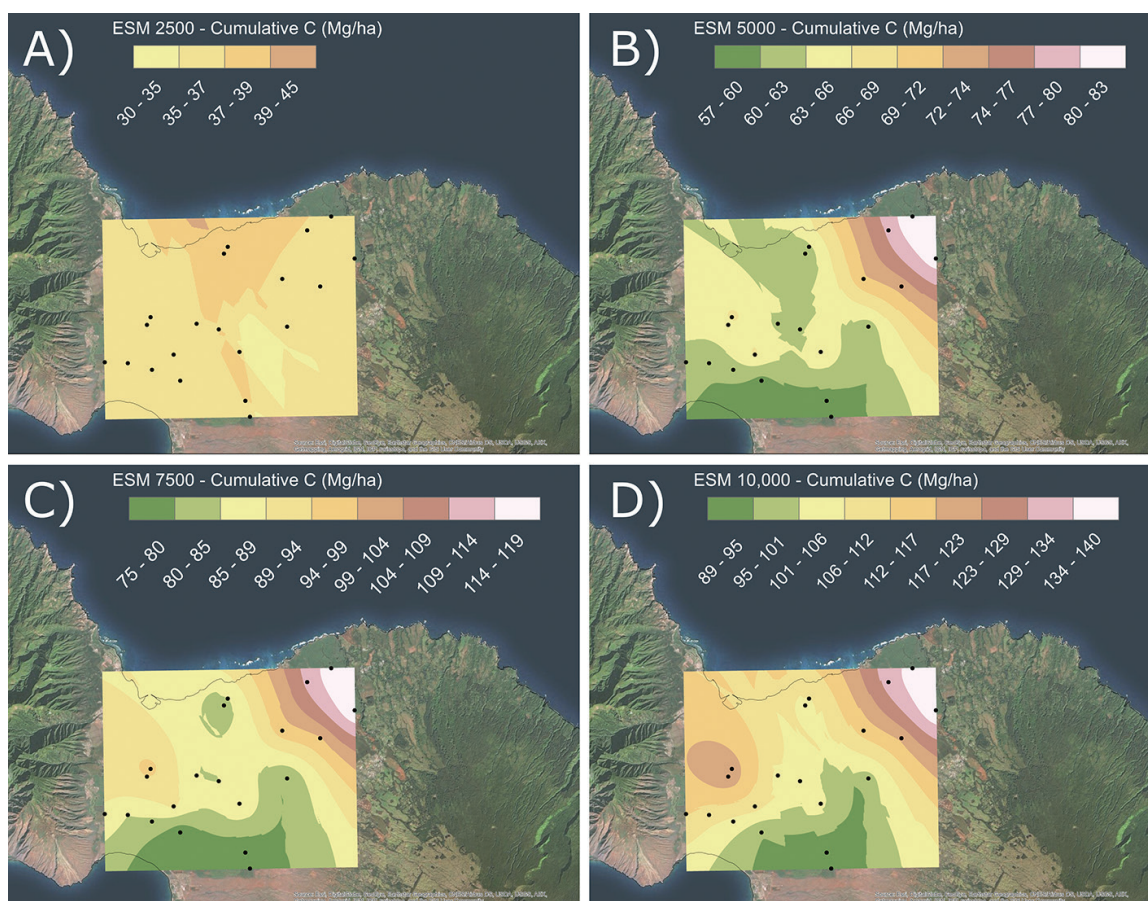 A)
ESM 2500 - Cumulative C (Mg/ha)
30 - 35
35 - 37
37 - 39
39 - 45
B)
ESM 5000 - Cumulative C (Mg/ha)
57 - 60
60 - 63
63 - 66
66 - 69
69 - 72
72 - 74
74 - 77
77 - 80
80 - 83
C)
ESM 7500 - Cumulative C (Mg/ha)
75 - 80
80 - 85
85 - 89
89 - 94
94 - 99
99 - 104
104 - 109
109 - 114
114 - 119
D)
ESM 10,000 - Cumulative C (Mg/ha)
89 - 95
95 - 101
101 - 106
106 - 112
112 - 117
117 - 123
123 - 129
129 - 134
134 - 140